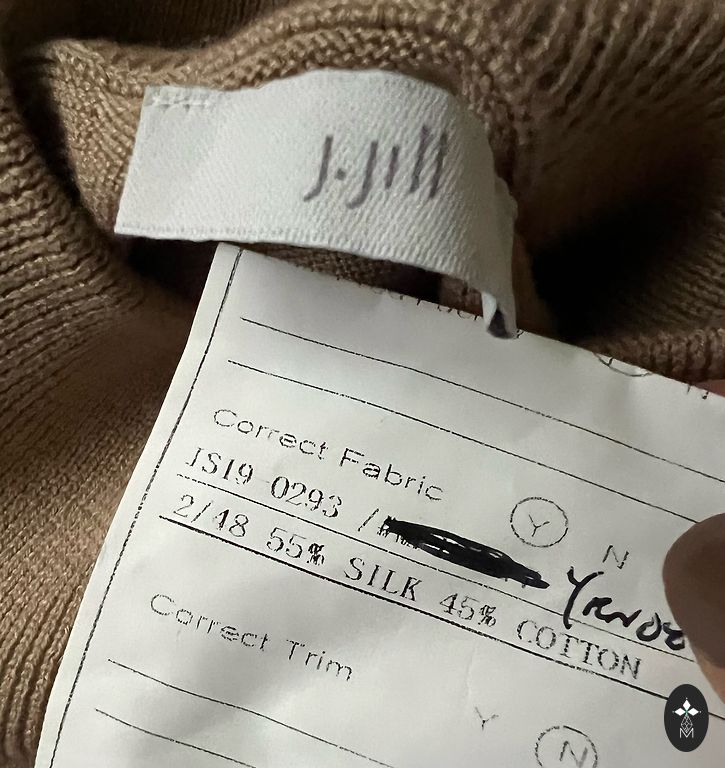 J.Jill
Correct Fabric
JS19 0293 /
Y N
2/48 55% SILK 45% COTTON
Correct Trim
Y N
M